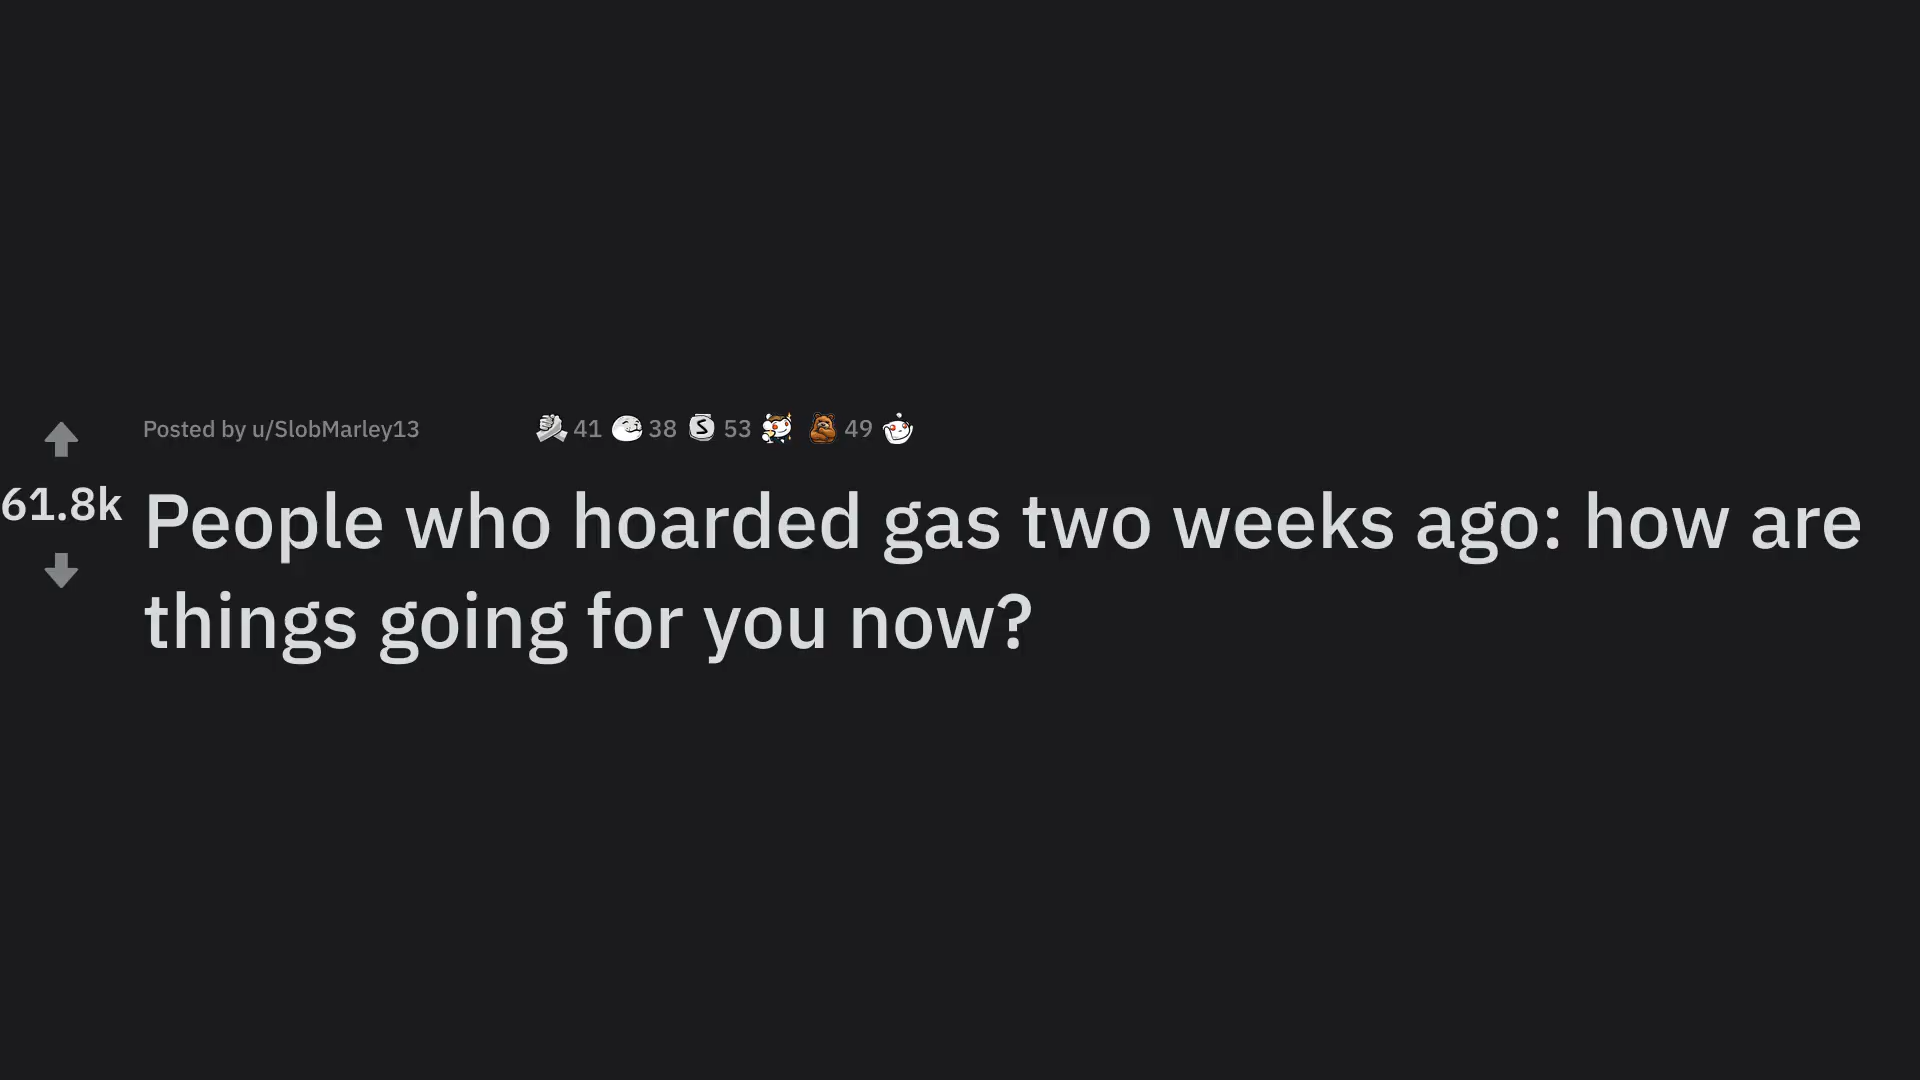 Posted by u/SlobMarley13 41 38 S 53 49
61.8k
People who hoarded gas two weeks ago: how are
things going for you now?